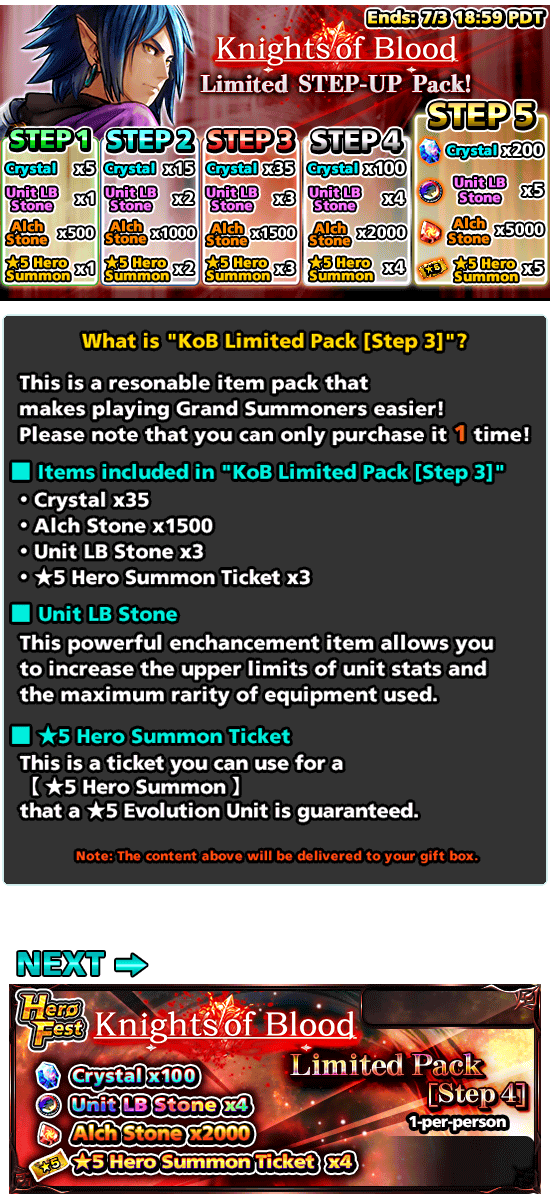 Ends: 7/3 18:59 PDT
Knights of Blood
Limited STEP-UP Pack!
STEP 1
Crystal x5
Unit LB Stone x1
Alch Stone x500
★5 Hero Summon x1
STEP 2
Crystal x15
Unit LB Stone x2
Alch Stone x1000
★5 Hero Summon x2
STEP 3
Crystal x35
Unit LB Stone x3
Alch Stone x1500
★5 Hero Summon x3
STEP 4
Crystal x100
Unit LB Stone x4
Alch Stone x2000
★5 Hero Summon x4
STEP 5
Crystal x200
Unit LB Stone x5
Alch Stone x5000
★5 Hero Summon x5
What is "KoB Limited Pack [Step 3]"?
This is a resonable item pack that
makes playing Grand Summoners easier!
Please note that you can only purchase it 1 time!
■ Items included in "KoB Limited Pack [Step 3]"
• Crystal x35
• Alch Stone x1500
• Unit LB Stone x3
• ★5 Hero Summon Ticket x3
■ Unit LB Stone
This powerful enchancement item allows you
to increase the upper limits of unit stats and
the maximum rarity of equipment used.
■ ★5 Hero Summon Ticket
This is a ticket you can use for a
【 ★5 Hero Summon 】
that a ★5 Evolution Unit is guaranteed.
Note: The content above will be delivered to your gift box.
NEXT ⇒
Hero Fest
Knights of Blood
Limited Pack
[Step 4]
1-per-person
Crystal x100
Unit LB Stone x4
Alch Stone x2000
★5 Hero Summon Ticket x4